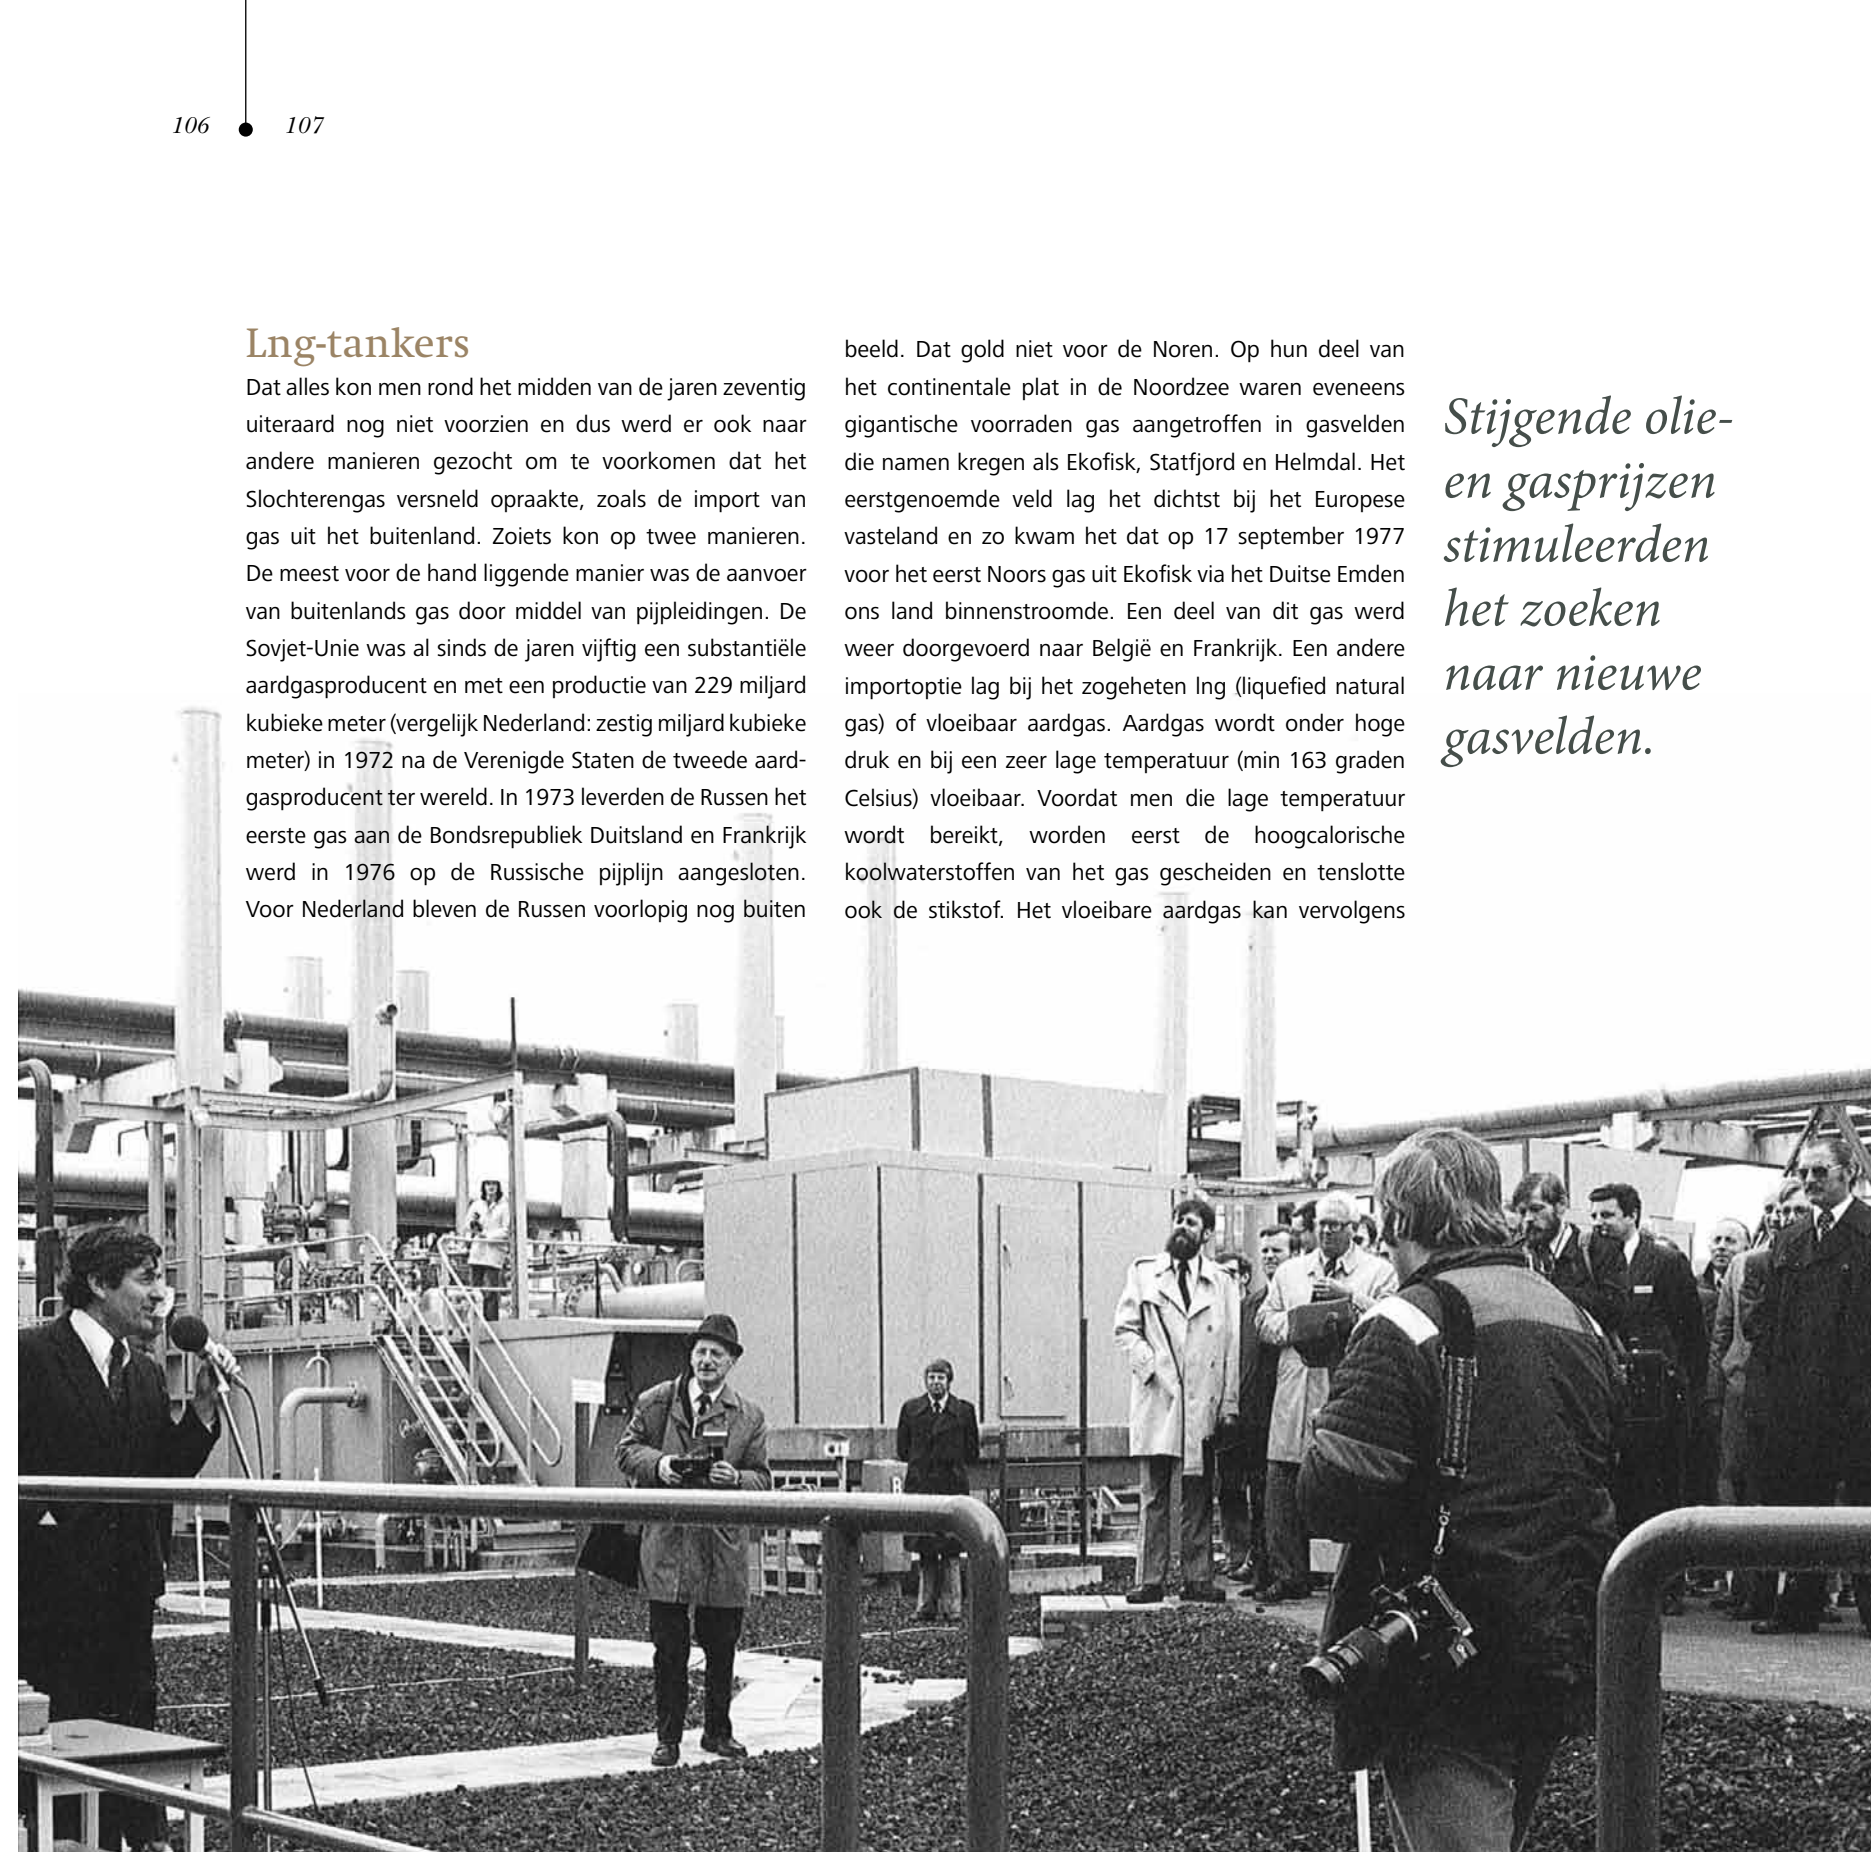 106 107
Lng-tankers
Dat alles kon men rond het midden van de jaren zeventig
uiteraard nog niet voorzien en dus werd er ook naar
andere manieren gezocht om te voorkomen dat het
Slochterengas versneld opraakte, zoals de import van
gas uit het buitenland. Zoiets kon op twee manieren.
De meest voor de hand liggende manier was de aanvoer
van buitenlands gas door middel van pijpleidingen. De
Sovjet-Unie was al sinds de jaren vijftig een substantiële
aardgasproducent en met een productie van 229 miljard
kubieke meter (vergelijk Nederland: zestig miljard kubieke
meter) in 1972 na de Verenigde Staten de tweede aard-
gasproducent ter wereld. In 1973 leverden de Russen het
eerste gas aan de Bondsrepubliek Duitsland en Frankrijk
werd in 1976 op de Russische pijplijn aangesloten.
Voor Nederland bleven de Russen voorlopig nog buiten
beeld. Dat gold niet voor de Noren. Op hun deel van
het continentale plat in de Noordzee waren eveneens
gigantische voorraden gas aangetroffen in gasvelden
die namen kregen als Ekofisk, Statfjord en Helmdal. Het
eerstgenoemde veld lag het dichtst bij het Europese
vasteland en zo kwam het dat op 17 september 1977
voor het eerst Noors gas uit Ekofisk via het Duitse Emden
ons land binnenstroomde. Een deel van dit gas werd
weer doorgevoerd naar België en Frankrijk. Een andere
importoptie lag bij het zogeheten lng (liquefied natural
gas) of vloeibaar aardgas. Aardgas wordt onder hoge
druk en bij een zeer lage temperatuur (min 163 graden
Celsius) vloeibaar. Voordat men die lage temperatuur
wordt bereikt, worden eerst de hoogcalorische
koolwaterstoffen van het gas gescheiden en tenslotte
ook de stikstof. Het vloeibare aardgas kan vervolgens
Stijgende olie-
en gasprijzen
stimuleerden
het zoeken
naar nieuwe
gasvelden.